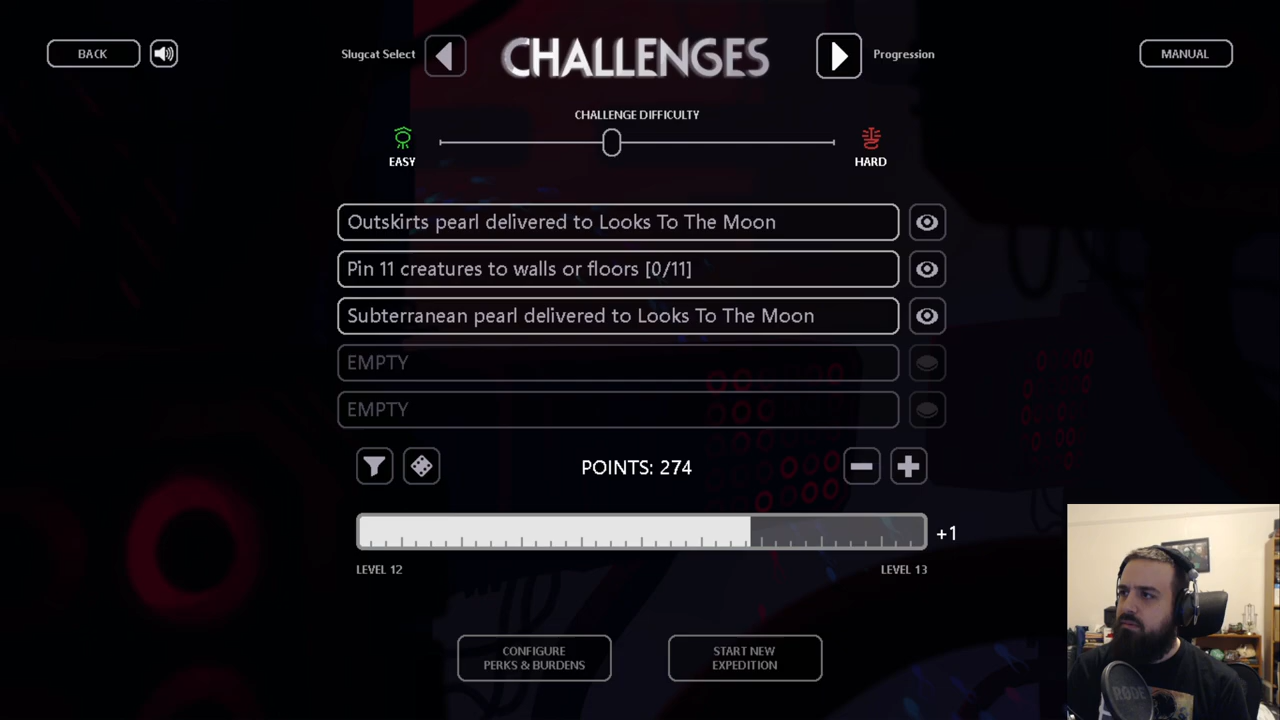 BACK
Slugcat Select
CHALLENGES
Progression
MANUAL
CHALLENGE DIFFICULTY
EASY
HARD
Outskirts pearl delivered to Looks To The Moon
Pin 11 creatures to walls or floors [0/11]
Subterranean pearl delivered to Looks To The Moon
EMPTY
EMPTY
POINTS: 274
+1
LEVEL 12
LEVEL 13
CONFIGURE
PERKS & BURDENS
START NEW
EXPEDITION
RØDE